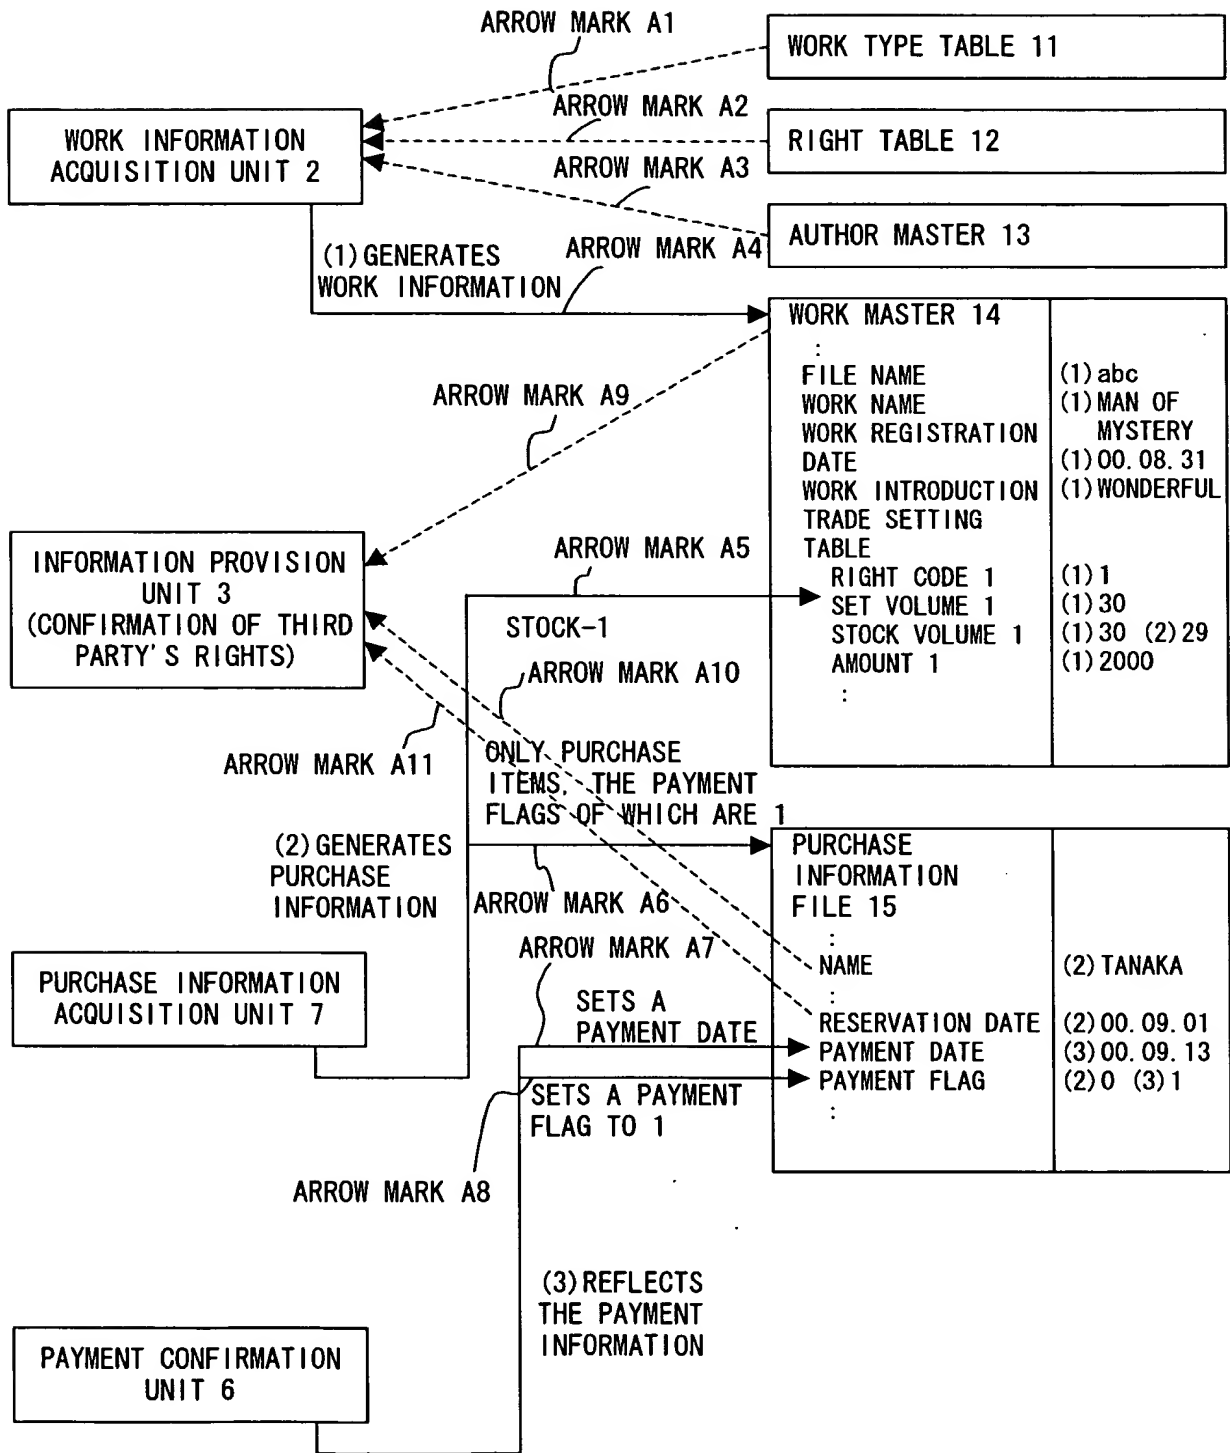 ARROW MARK A1
WORK TYPE TABLE 11
ARROW MARK A2
WORK INFORMATION
ACQUISITION UNIT 2
RIGHT TABLE 12
ARROW MARK A3
AUTHOR MASTER 13
(1)GENERATES
WORK INFORMATION
ARROW MARK A4
WORK MASTER 14
:
FILE NAME (1)abc
WORK NAME (1)MAN OF
WORK REGISTRATION MYSTERY
DATE (1)00.08.31
WORK INTRODUCTION (1)WONDERFUL
TRADE SETTING
TABLE
RIGHT CODE 1 (1)1
SET VOLUME 1 (1)30
STOCK VOLUME 1 (1)30 (2)29
AMOUNT 1 (1)2000
:
ARROW MARK A9
INFORMATION PROVISION
UNIT 3
(CONFIRMATION OF THIRD
PARTY'S RIGHTS)
ARROW MARK A5
STOCK-1
ARROW MARK A10
ARROW MARK A11
ONLY PURCHASE
ITEMS, THE PAYMENT
FLAGS OF WHICH ARE 1
(2)GENERATES
PURCHASE
INFORMATION
ARROW MARK A6
PURCHASE
INFORMATION
FILE 15
:
NAME (2)TANAKA
:
RESERVATION DATE (2)00.09.01
PAYMENT DATE (3)00.09.13
PAYMENT FLAG (2)0 (3)1
:
ARROW MARK A7
PURCHASE INFORMATION
ACQUISITION UNIT 7
SETS A
PAYMENT DATE
SETS A PAYMENT
FLAG TO 1
ARROW MARK A8
(3)REFLECTS
THE PAYMENT
INFORMATION
PAYMENT CONFIRMATION
UNIT 6